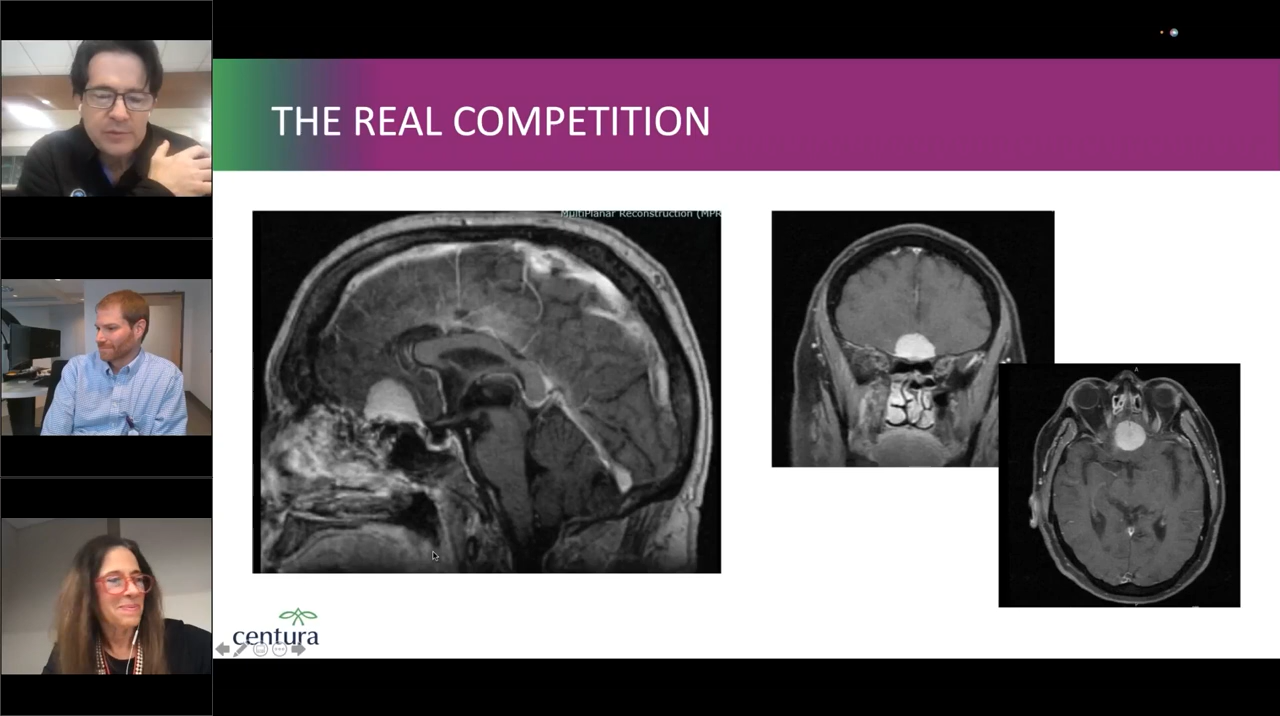 THE REAL COMPETITION
MultiPlanar Reconstruction (MPR
A
centura